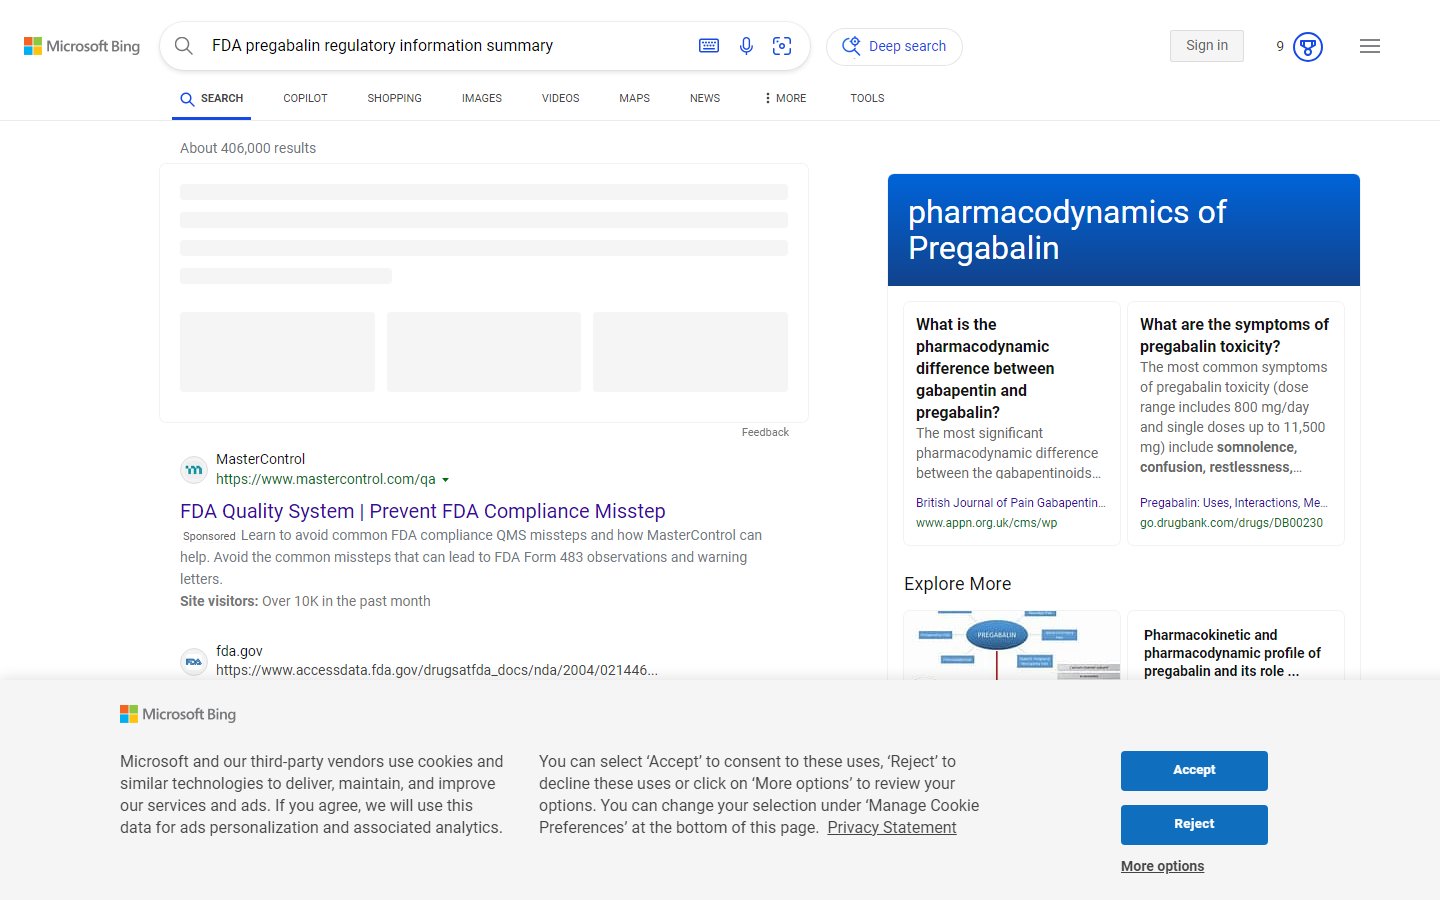 Microsoft Bing
FDA pregabalin regulatory information summary
Deep search
Sign in
9
SEARCH
COPILOT
SHOPPING
IMAGES
VIDEOS
MAPS
NEWS
MORE
TOOLS
About 406,000 results
Feedback
MasterControl
https://www.mastercontrol.com/qa
FDA Quality System | Prevent FDA Compliance Misstep
Sponsored Learn to avoid common FDA compliance QMS missteps and how MasterControl can
help. Avoid the common missteps that can lead to FDA Form 483 observations and warning
letters.
Site visitors: Over 10K in the past month
FDA
fda.gov
https://www.accessdata.fda.gov/drugsatfda_docs/nda/2004/021446...
pharmacodynamics of
Pregabalin
What is the
pharmacodynamic
difference between
gabapentin and
pregabalin?
The most significant
pharmacodynamic difference
between the gabapentinoids...
British Journal of Pain Gabapentin...
www.appn.org.uk/cms/wp
What are the symptoms of
pregabalin toxicity?
The most common symptoms
of pregabalin toxicity (dose
range includes 800 mg/day
and single doses up to 11,500
mg) include somnolence,
confusion, restlessness,...
Pregabalin: Uses, Interactions, Me...
go.drugbank.com/drugs/DB00230
Explore More
PREGABALIN
Pharmacokinetic and
pharmacodynamic profile of
pregabalin and its role ...
Microsoft Bing
Microsoft and our third-party vendors use cookies and
similar technologies to deliver, maintain, and improve
our services and ads. If you agree, we will use this
data for ads personalization and associated analytics.
You can select ‘Accept’ to consent to these uses, ‘Reject’ to
decline these uses or click on ‘More options’ to review your
options. You can change your selection under ‘Manage Cookie
Preferences’ at the bottom of this page. Privacy Statement
Accept
Reject
More options